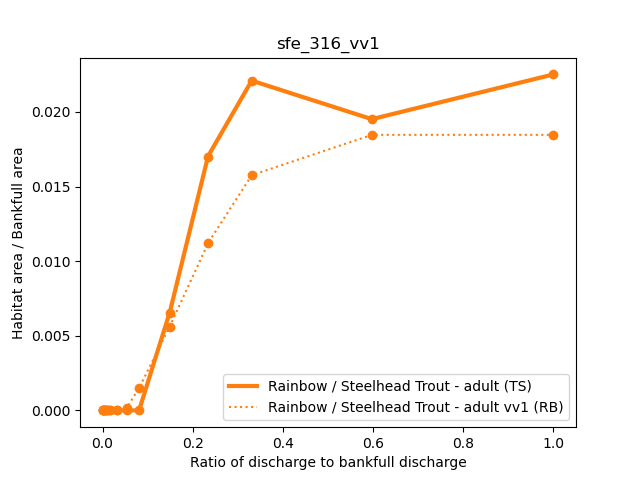 sfe_316_vv1
Habitat area / Bankfull area
0.020
0.015
0.010
0.005
0.000
Rainbow / Steelhead Trout - adult (TS)
Rainbow / Steelhead Trout - adult vv1 (RB)
0.0 0.2 0.4 0.6 0.8 1.0
Ratio of discharge to bankfull discharge